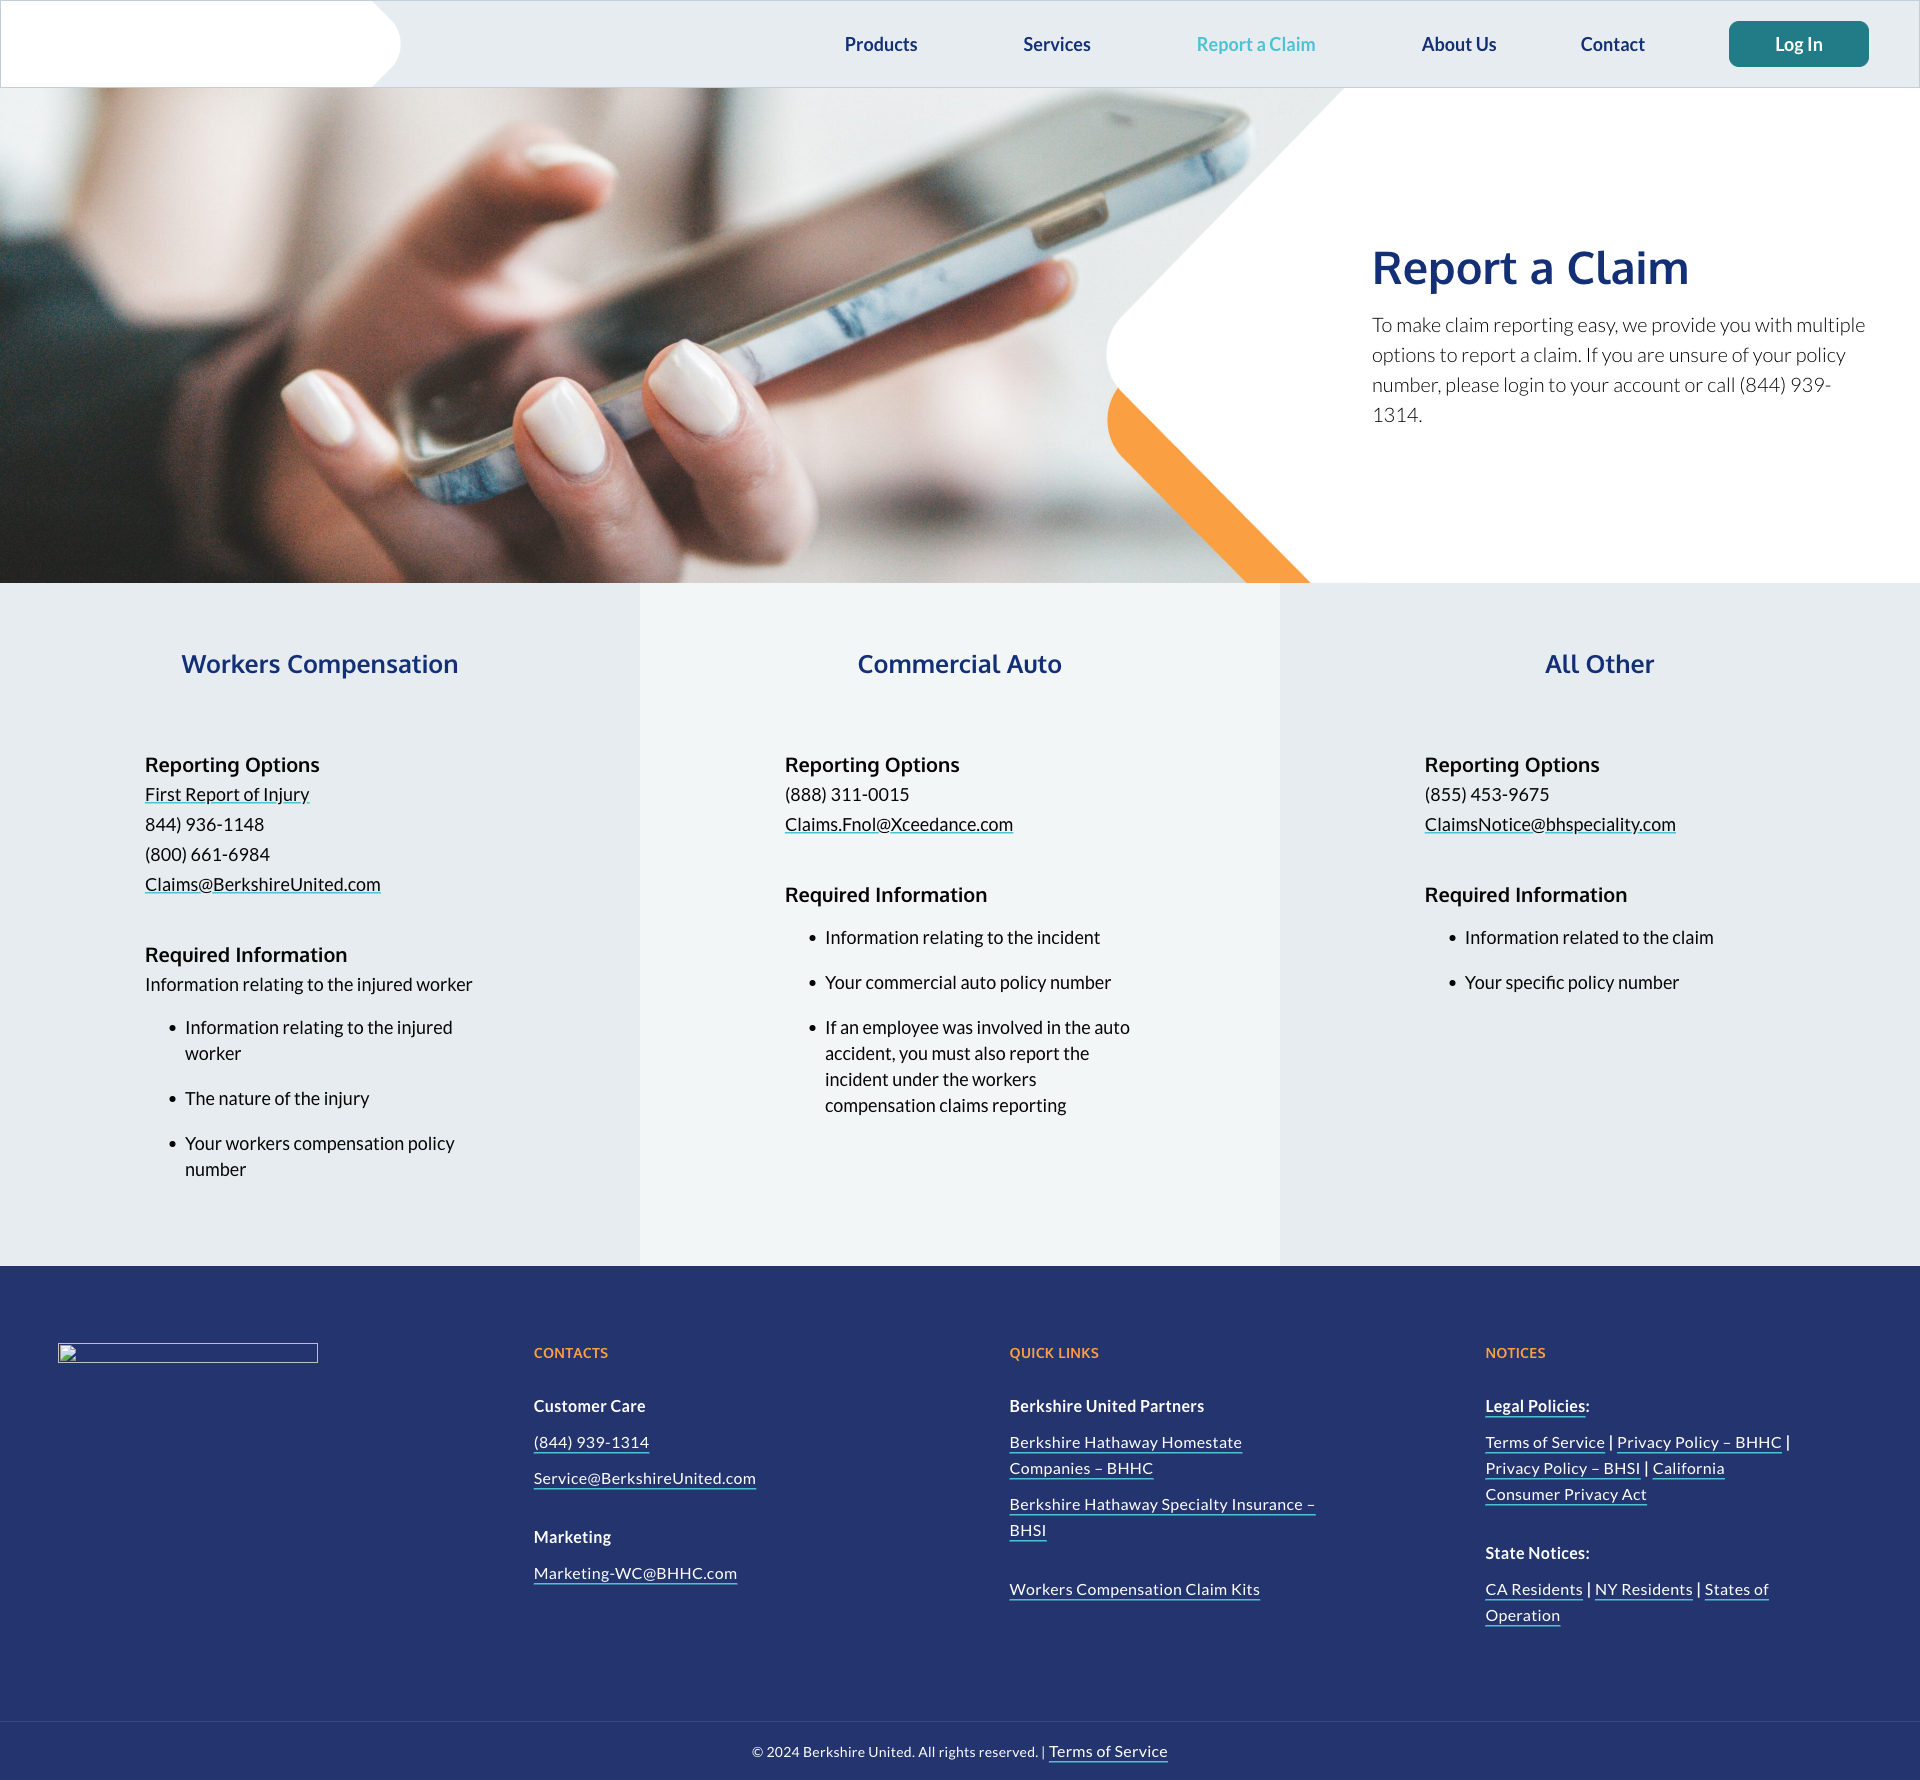 Products
Services
Report a Claim
About Us
Contact
Log In
Report a Claim
To make claim reporting easy, we provide you with multiple
options to report a claim. If you are unsure of your policy
number, please login to your account or call (844) 939-
1314.
Workers Compensation
Reporting Options
First Report of Injury
844) 936-1148
(800) 661-6984
Claims@BerkshireUnited.com
Required Information
Information relating to the injured worker
• Information relating to the injured
worker
• The nature of the injury
• Your workers compensation policy
number
Commercial Auto
Reporting Options
(888) 311-0015
Claims.Fnol@Xceedance.com
Required Information
• Information relating to the incident
• Your commercial auto policy number
• If an employee was involved in the auto
accident, you must also report the
incident under the workers
compensation claims reporting
All Other
Reporting Options
(855) 453-9675
ClaimsNotice@bhspeciality.com
Required Information
• Information related to the claim
• Your specific policy number
CONTACTS
Customer Care
(844) 939-1314
Service@BerkshireUnited.com
Marketing
Marketing-WC@BHHC.com
QUICK LINKS
Berkshire United Partners
Berkshire Hathaway Homestate
Companies – BHHC
Berkshire Hathaway Specialty Insurance –
BHSI
Workers Compensation Claim Kits
NOTICES
Legal Policies:
Terms of Service | Privacy Policy – BHHC |
Privacy Policy – BHSI | California
Consumer Privacy Act
State Notices:
CA Residents | NY Residents | States of
Operation
© 2024 Berkshire United. All rights reserved. | Terms of Service